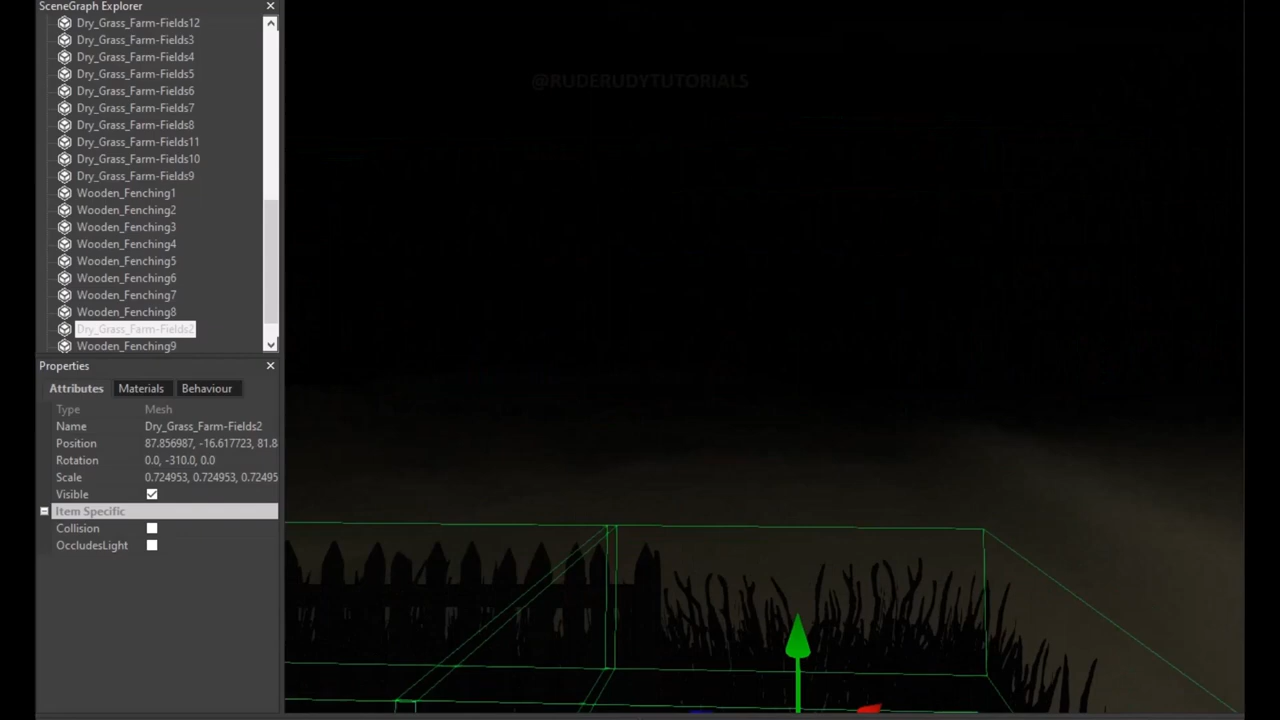 SceneGraph Explorer
Dry_Grass_Farm-Fields12
Dry_Grass_Farm-Fields3
Dry_Grass_Farm-Fields4
Dry_Grass_Farm-Fields5
Dry_Grass_Farm-Fields6
Dry_Grass_Farm-Fields7
Dry_Grass_Farm-Fields8
Dry_Grass_Farm-Fields11
Dry_Grass_Farm-Fields10
Dry_Grass_Farm-Fields9
Wooden_Fenching1
Wooden_Fenching2
Wooden_Fenching3
Wooden_Fenching4
Wooden_Fenching5
Wooden_Fenching6
Wooden_Fenching7
Wooden_Fenching8
Dry_Grass_Farm-Fields2
Wooden_Fenching9
Properties
Attributes Materials Behaviour
Type Mesh
Name Dry_Grass_Farm-Fields2
Position 87.856987, -16.617723, 81.8
Rotation 0.0, -310.0, 0.0
Scale 0.724953, 0.724953, 0.72495
Visible
Item Specific
Collision
OccludesLight
@RUDERUDYTUTORIALS